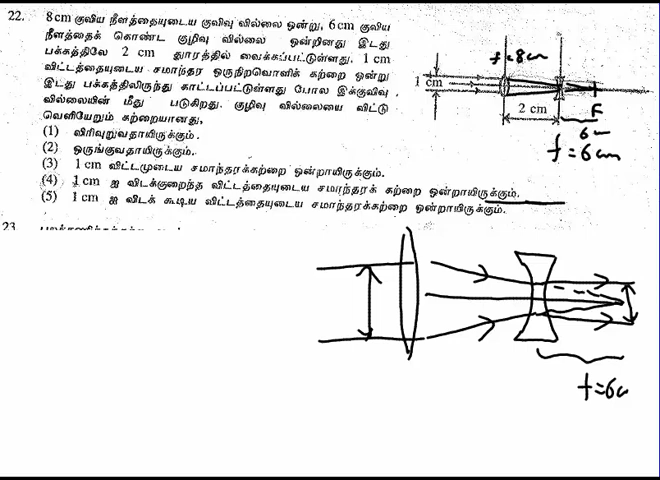 22. 8 cm குவிய நீளத்தையுடைய குவிவு வில்லை ஒன்று, 6 cm குவிய
நீளத்தைக் கொண்ட குழிவு வில்லை ஒன்றினது இடது
பக்கத்திலே 2 cm தூரத்தில் வைக்கப்பட்டுள்ளது. 1 cm
விட்டத்தையுடைய சமாந்தர ஒருநிறவொளிக் கற்றை ஒன்று
இடது பக்கத்திலிருந்து காட்டப்பட்டுள்ளது போல இக்குவிவு
வில்லையின் மீது படுகிறது. குழிவு வில்லையை விட்டு
வெளியேறும் கற்றையானது,
(1) விரிவுறுவதாயிருக்கும்.
(2) ஒருங்குவதாயிருக்கும்.
(3) 1 cm விட்டமுடைய சமாந்தரக்கற்றை ஒன்றாயிருக்கும்.
(4) 1 cm ஐ விடக்குறைந்த விட்டத்தையுடைய சமாந்தரக் கற்றை ஒன்றாயிருக்கும்.
(5) 1 cm ஐ விடக் கூடிய விட்டத்தையுடைய சமாந்தரக்கற்றை ஒன்றாயிருக்கும்.
f=8cm
1 cm
2 cm
F
6cm
f=6cm
23
f=6c